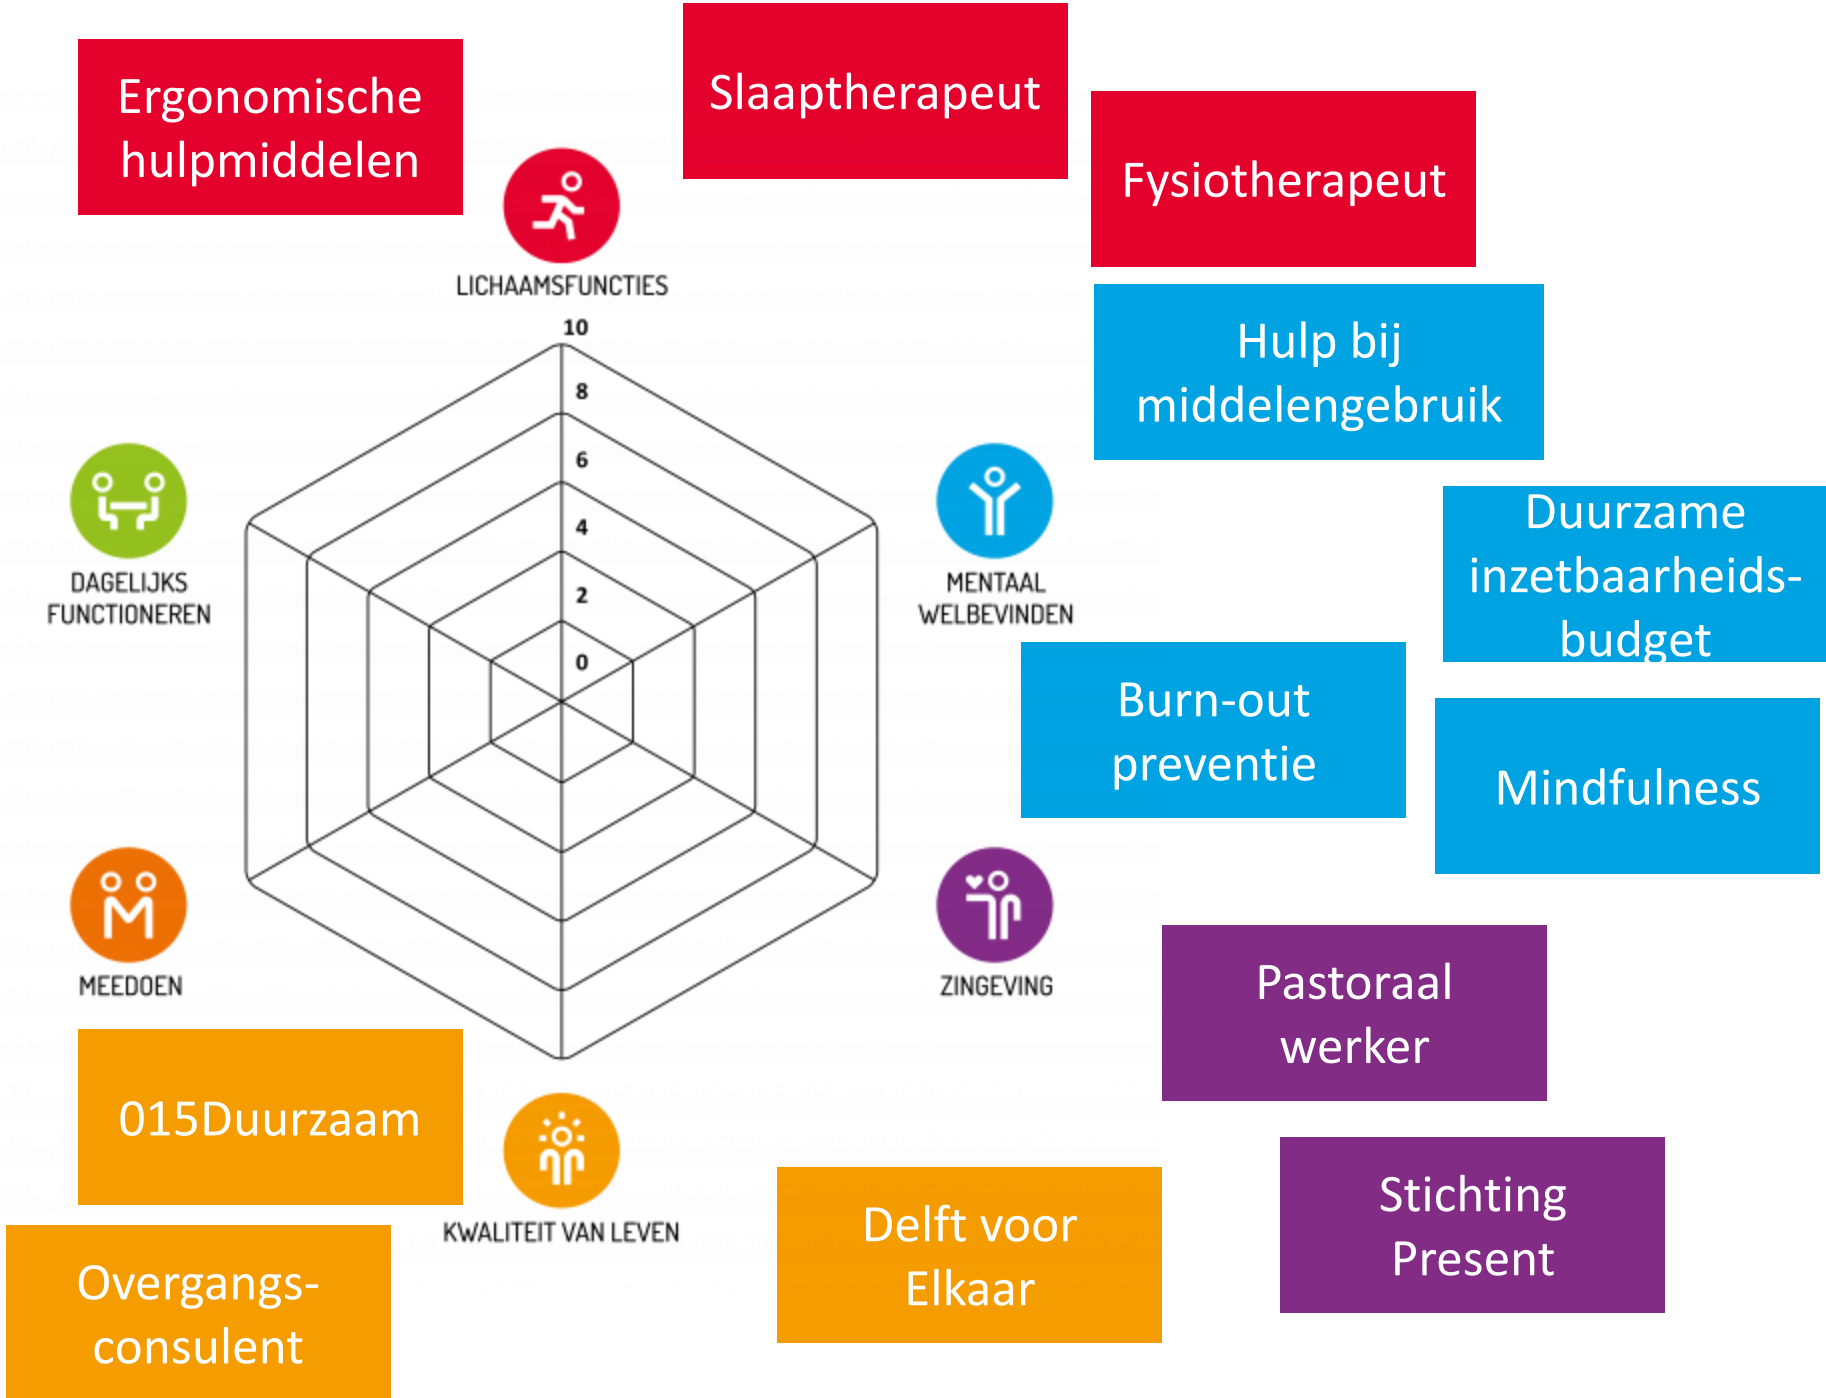 Ergonomische
hulpmiddelen
Slaaptherapeut
Fysiotherapeut
LICHAAMSFUNCTIES
Hulp bij
middelengebruik
10
8
6
4
2
0
DAGELIJKS
FUNCTIONEREN
MENTAAL
WELBEVINDEN
Duurzame
inzetbaarheids-
budget
Burn-out
preventie
Mindfulness
MEEDOEN
ZINGEVING
Pastoraal
werker
015Duurzaam
KWALITEIT VAN LEVEN
Delft voor
Elkaar
Stichting
Present
Overgangs-
consulent